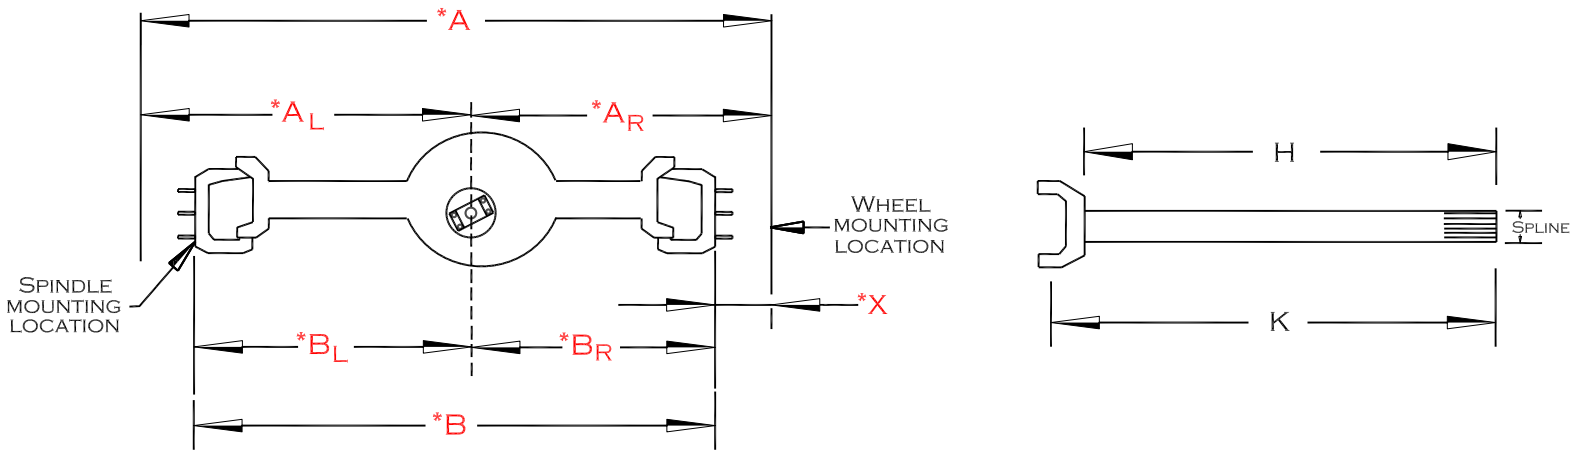 *A
*AL
*AR
H
WHEEL
MOUNTING
LOCATION
SPLINE
SPINDLE
MOUNTING
LOCATION
*X
K
*BL
*BR
*B